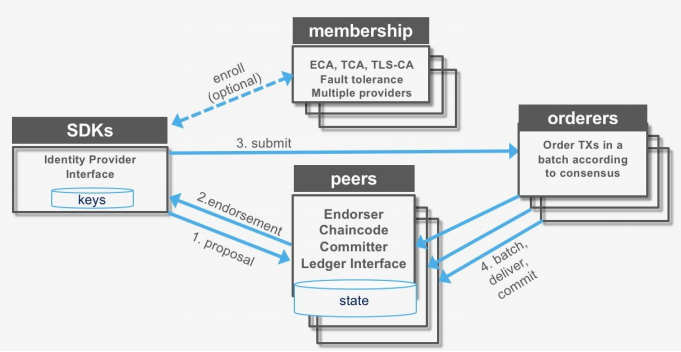 membership
ECA, TCA, TLS-CA
Fault tolerance
Multiple providers
enroll
(optional)
SDKs
Identity Provider
Interface
keys
3. submit
orderers
Order TXs in a
batch according
to consensus
peers
Endorser
Chaincode
Committer
Ledger Interface
state
2.endorsement
1. proposal
4. batch,
deliver,
commit